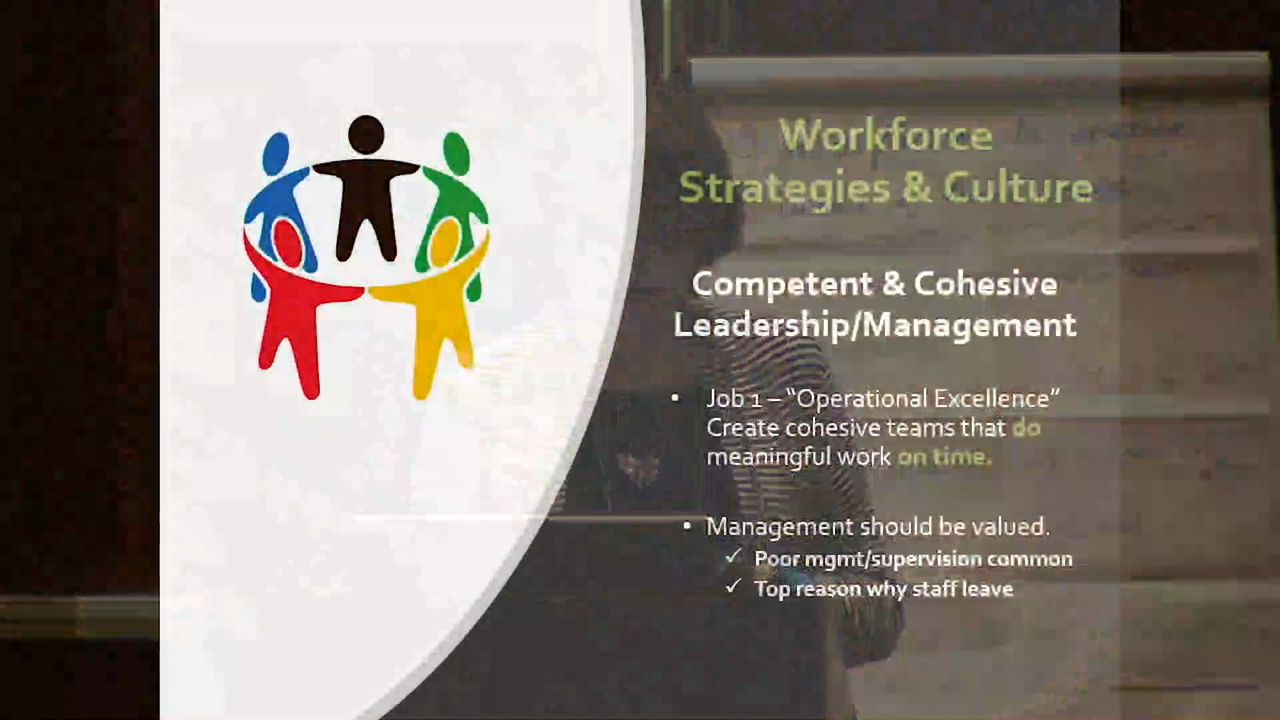 Workforce
Strategies & Culture
Competent & Cohesive
Leadership/Management
• Job 1 – “Operational Excellence”
Create cohesive teams that do
meaningful work on time.
• Management should be valued.
✓ Poor mgmt/supervision common
✓ Top reason why staff leave